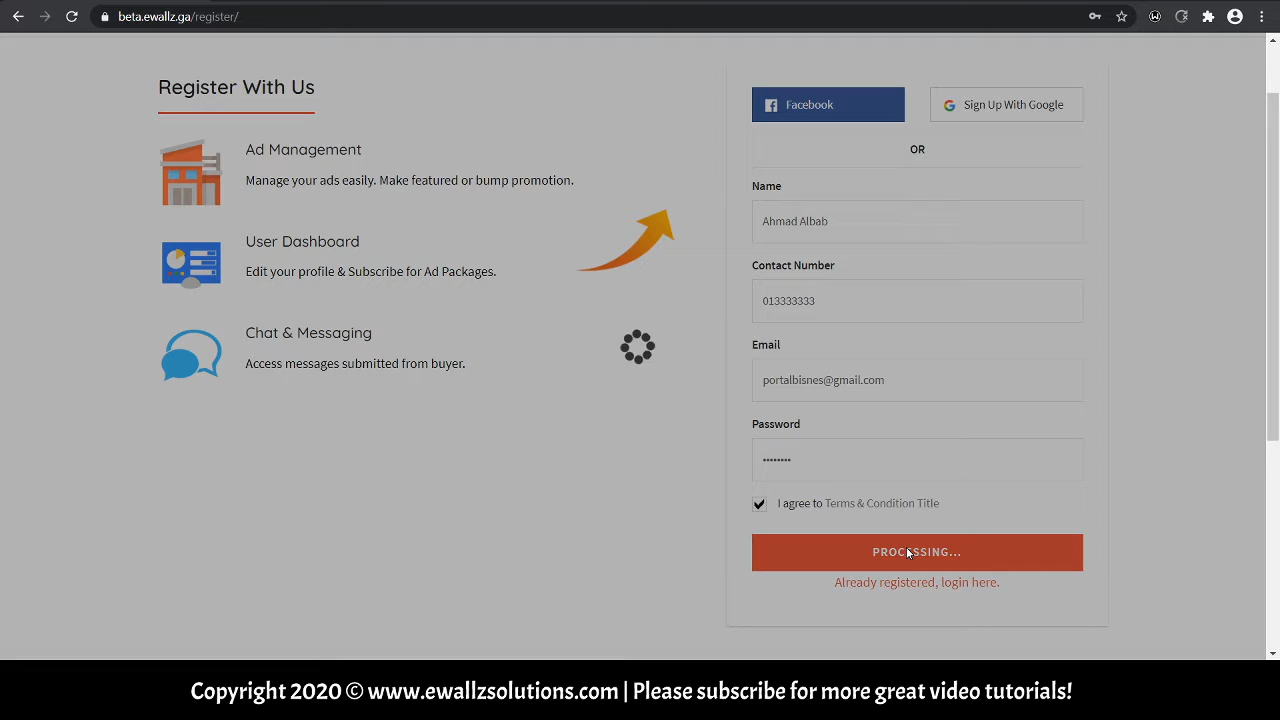 beta.ewallz.ga/register/
Register With Us
Ad Management
Manage your ads easily. Make featured or bump promotion.
User Dashboard
Edit your profile & Subscribe for Ad Packages.
Chat & Messaging
Access messages submitted from buyer.
Facebook
Sign Up With Google
OR
Name
Ahmad Albab
Contact Number
013333333
Email
portalbisnes@gmail.com
Password
••••••••
I agree to Terms & Condition Title
PROCESSING...
Already registered, login here.
Copyright 2020 © www.ewallzsolutions.com | Please subscribe for more great video tutorials!